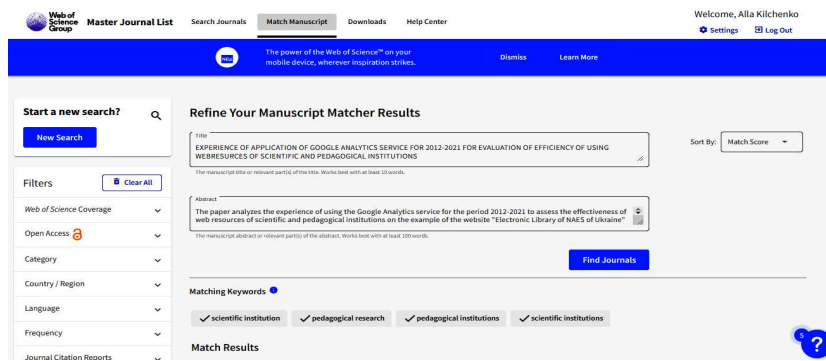 Web of
Science
Group
Master Journal List
Search Journals
Match Manuscript
Downloads
Help Center
Welcome, Alla Kilchenko
Settings
Log Out
NEW
The power of the Web of Science™ on your
mobile device, wherever inspiration strikes.
Dismiss
Learn More
Start a new search?
New Search
Filters
Clear All
Web of Science Coverage
Open Access
Category
Country / Region
Language
Frequency
Journal Citation Reports
Refine Your Manuscript Matcher Results
Title
EXPERIENCE OF APPLICATION OF GOOGLE ANALYTICS SERVICE FOR 2012-2021 FOR EVALUATION OF EFFICIENCY OF USING
WEBRESOURCES OF SCIENTIFIC AND PEDAGOGICAL INSTITUTIONS
The manuscript title or relevant part(s) of the title. Works best with at least 10 words.
Sort By:
Match Score
Abstract
The paper analyzes the experience of using the Google Analytics service for the period 2012-2021 to assess the effectiveness of
web resources of scientific and pedagogical institutions on the example of the website "Electronic Library of NAES of Ukraine"
The manuscript abstract or relevant part(s) of the abstract. Works best with at least 100 words.
Find Journals
Matching Keywords
scientific institution
pedagogical research
pedagogical institutions
scientific institutions
Match Results
5
?